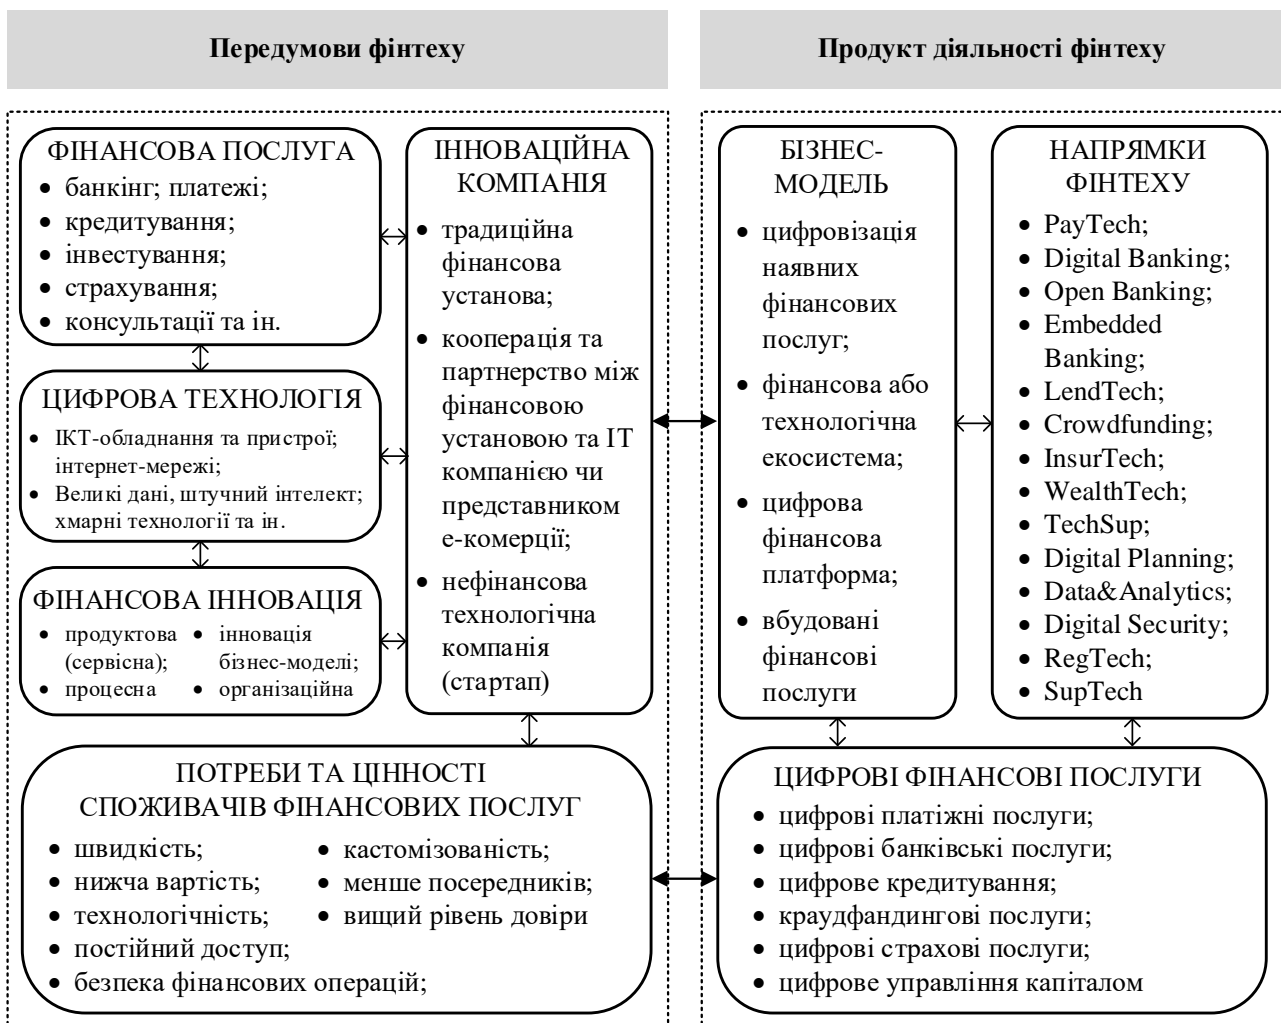 Передумови фінтеху
Продукт діяльності фінтеху
ФІНАНСОВА ПОСЛУГА
• банкінг; платежі;
• кредитування;
• інвестування;
• страхування;
• консультації та ін.
ЦИФРОВА ТЕХНОЛОГІЯ
• ІКТ-обладнання та пристрої;
інтернет-мережі;
• Великі дані, штучний інтелект;
хмарні технології та ін.
ФІНАНСОВА ІННОВАЦІЯ
• продуктова
(сервісна);
• процесна
• інновація
бізнес-моделі;
• організаційна
ІННОВАЦІЙНА
КОМПАНІЯ
• традиційна
фінансова
установа;
• кооперація та
партнерство між
фінансовою
установою та ІТ
компанією чи
представником
е-комерції;
• нефінансова
технологічна
компанія
(стартап)
ПОТРЕБИ ТА ЦІННОСТІ
СПОЖИВАЧІВ ФІНАНСОВИХ ПОСЛУГ
• швидкість;
• нижча вартість;
• технологічність;
• постійний доступ;
• безпека фінансових операцій;
• кастомізованість;
• менше посередників;
• вищий рівень довіри
БІЗНЕС-
МОДЕЛЬ
• цифровізація
наявних
фінансових
послуг;
• фінансова або
технологічна
екосистема;
• цифрова
фінансова
платформа;
• вбудовані
фінансові
послуги
НАПРЯМКИ
ФІНТЕХУ
• PayTech;
• Digital Banking;
• Open Banking;
• Embedded
Banking;
• LendTech;
• Crowdfunding;
• InsurTech;
• WealthTech;
• TechSup;
• Digital Planning;
• Data&Analytics;
• Digital Security;
• RegTech;
• SupTech
ЦИФРОВІ ФІНАНСОВІ ПОСЛУГИ
• цифрові платіжні послуги;
• цифрові банківські послуги;
• цифрове кредитування;
• краудфандингові послуги;
• цифрові страхові послуги;
• цифрове управління капіталом